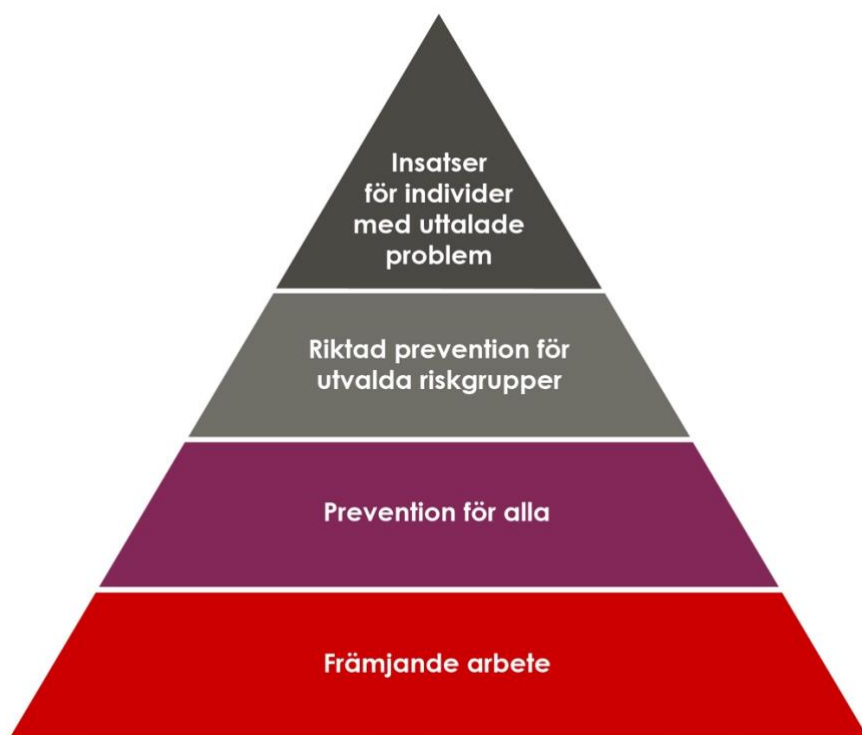 Insatser
för individer
med uttalade
problem
Riktad prevention för
utvalda riskgrupper
Prevention för alla
Främjande arbete